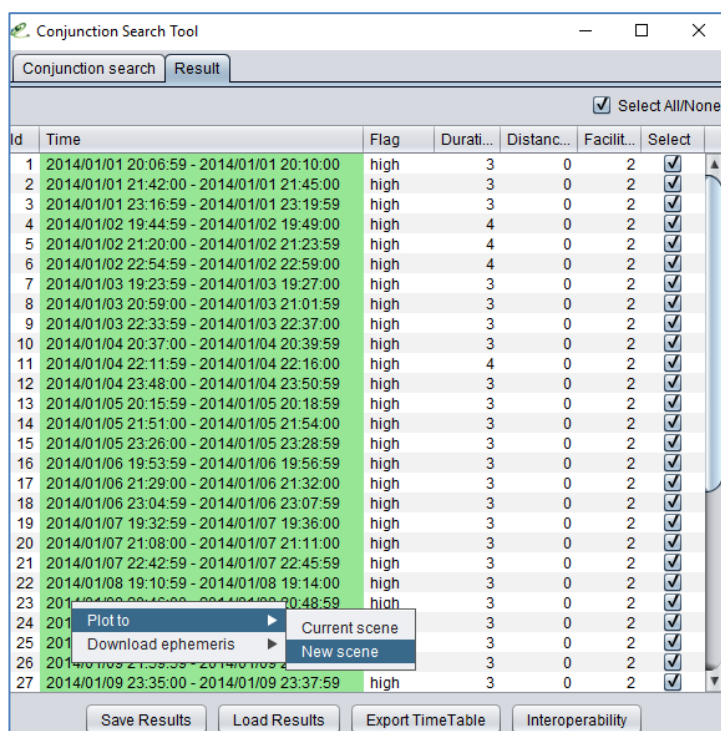 Conjunction Search Tool
Conjunction search Result
Select All/None
Id Time Flag Durati... Distanc... Facilit... Select
1 2014/01/01 20:06:59 - 2014/01/01 20:10:00 high 3 0 2
2 2014/01/01 21:42:00 - 2014/01/01 21:45:00 high 3 0 2
3 2014/01/01 23:16:59 - 2014/01/01 23:19:59 high 3 0 2
4 2014/01/02 19:44:59 - 2014/01/02 19:49:00 high 4 0 2
5 2014/01/02 21:20:00 - 2014/01/02 21:23:59 high 4 0 2
6 2014/01/02 22:54:59 - 2014/01/02 22:59:00 high 4 0 2
7 2014/01/03 19:23:59 - 2014/01/03 19:27:00 high 3 0 2
8 2014/01/03 20:59:00 - 2014/01/03 21:01:59 high 3 0 2
9 2014/01/03 22:33:59 - 2014/01/03 22:37:00 high 3 0 2
10 2014/01/04 20:37:00 - 2014/01/04 20:39:59 high 3 0 2
11 2014/01/04 22:11:59 - 2014/01/04 22:16:00 high 4 0 2
12 2014/01/04 23:48:00 - 2014/01/04 23:50:59 high 3 0 2
13 2014/01/05 20:15:59 - 2014/01/05 20:18:59 high 3 0 2
14 2014/01/05 21:51:00 - 2014/01/05 21:54:00 high 3 0 2
15 2014/01/05 23:26:00 - 2014/01/05 23:28:59 high 3 0 2
16 2014/01/06 19:53:59 - 2014/01/06 19:56:59 high 3 0 2
17 2014/01/06 21:29:00 - 2014/01/06 21:32:00 high 3 0 2
18 2014/01/06 23:04:59 - 2014/01/06 23:07:59 high 3 0 2
19 2014/01/07 19:32:59 - 2014/01/07 19:36:00 high 3 0 2
20 2014/01/07 21:08:00 - 2014/01/07 21:11:00 high 3 0 2
21 2014/01/07 22:42:59 - 2014/01/07 22:45:59 high 3 0 2
22 2014/01/08 19:10:59 - 2014/01/08 19:14:00 high 3 0 2
23 20:48:59 high 3 0 2
24 201 Plot to Current scene 3 0 2
25 201 Download ephemeris New scene 3 0 2
26 3 0 2
27 2014/01/09 23:35:00 - 2014/01/09 23:37:59 high 3 0 2
Save Results Load Results Export TimeTable Interoperability